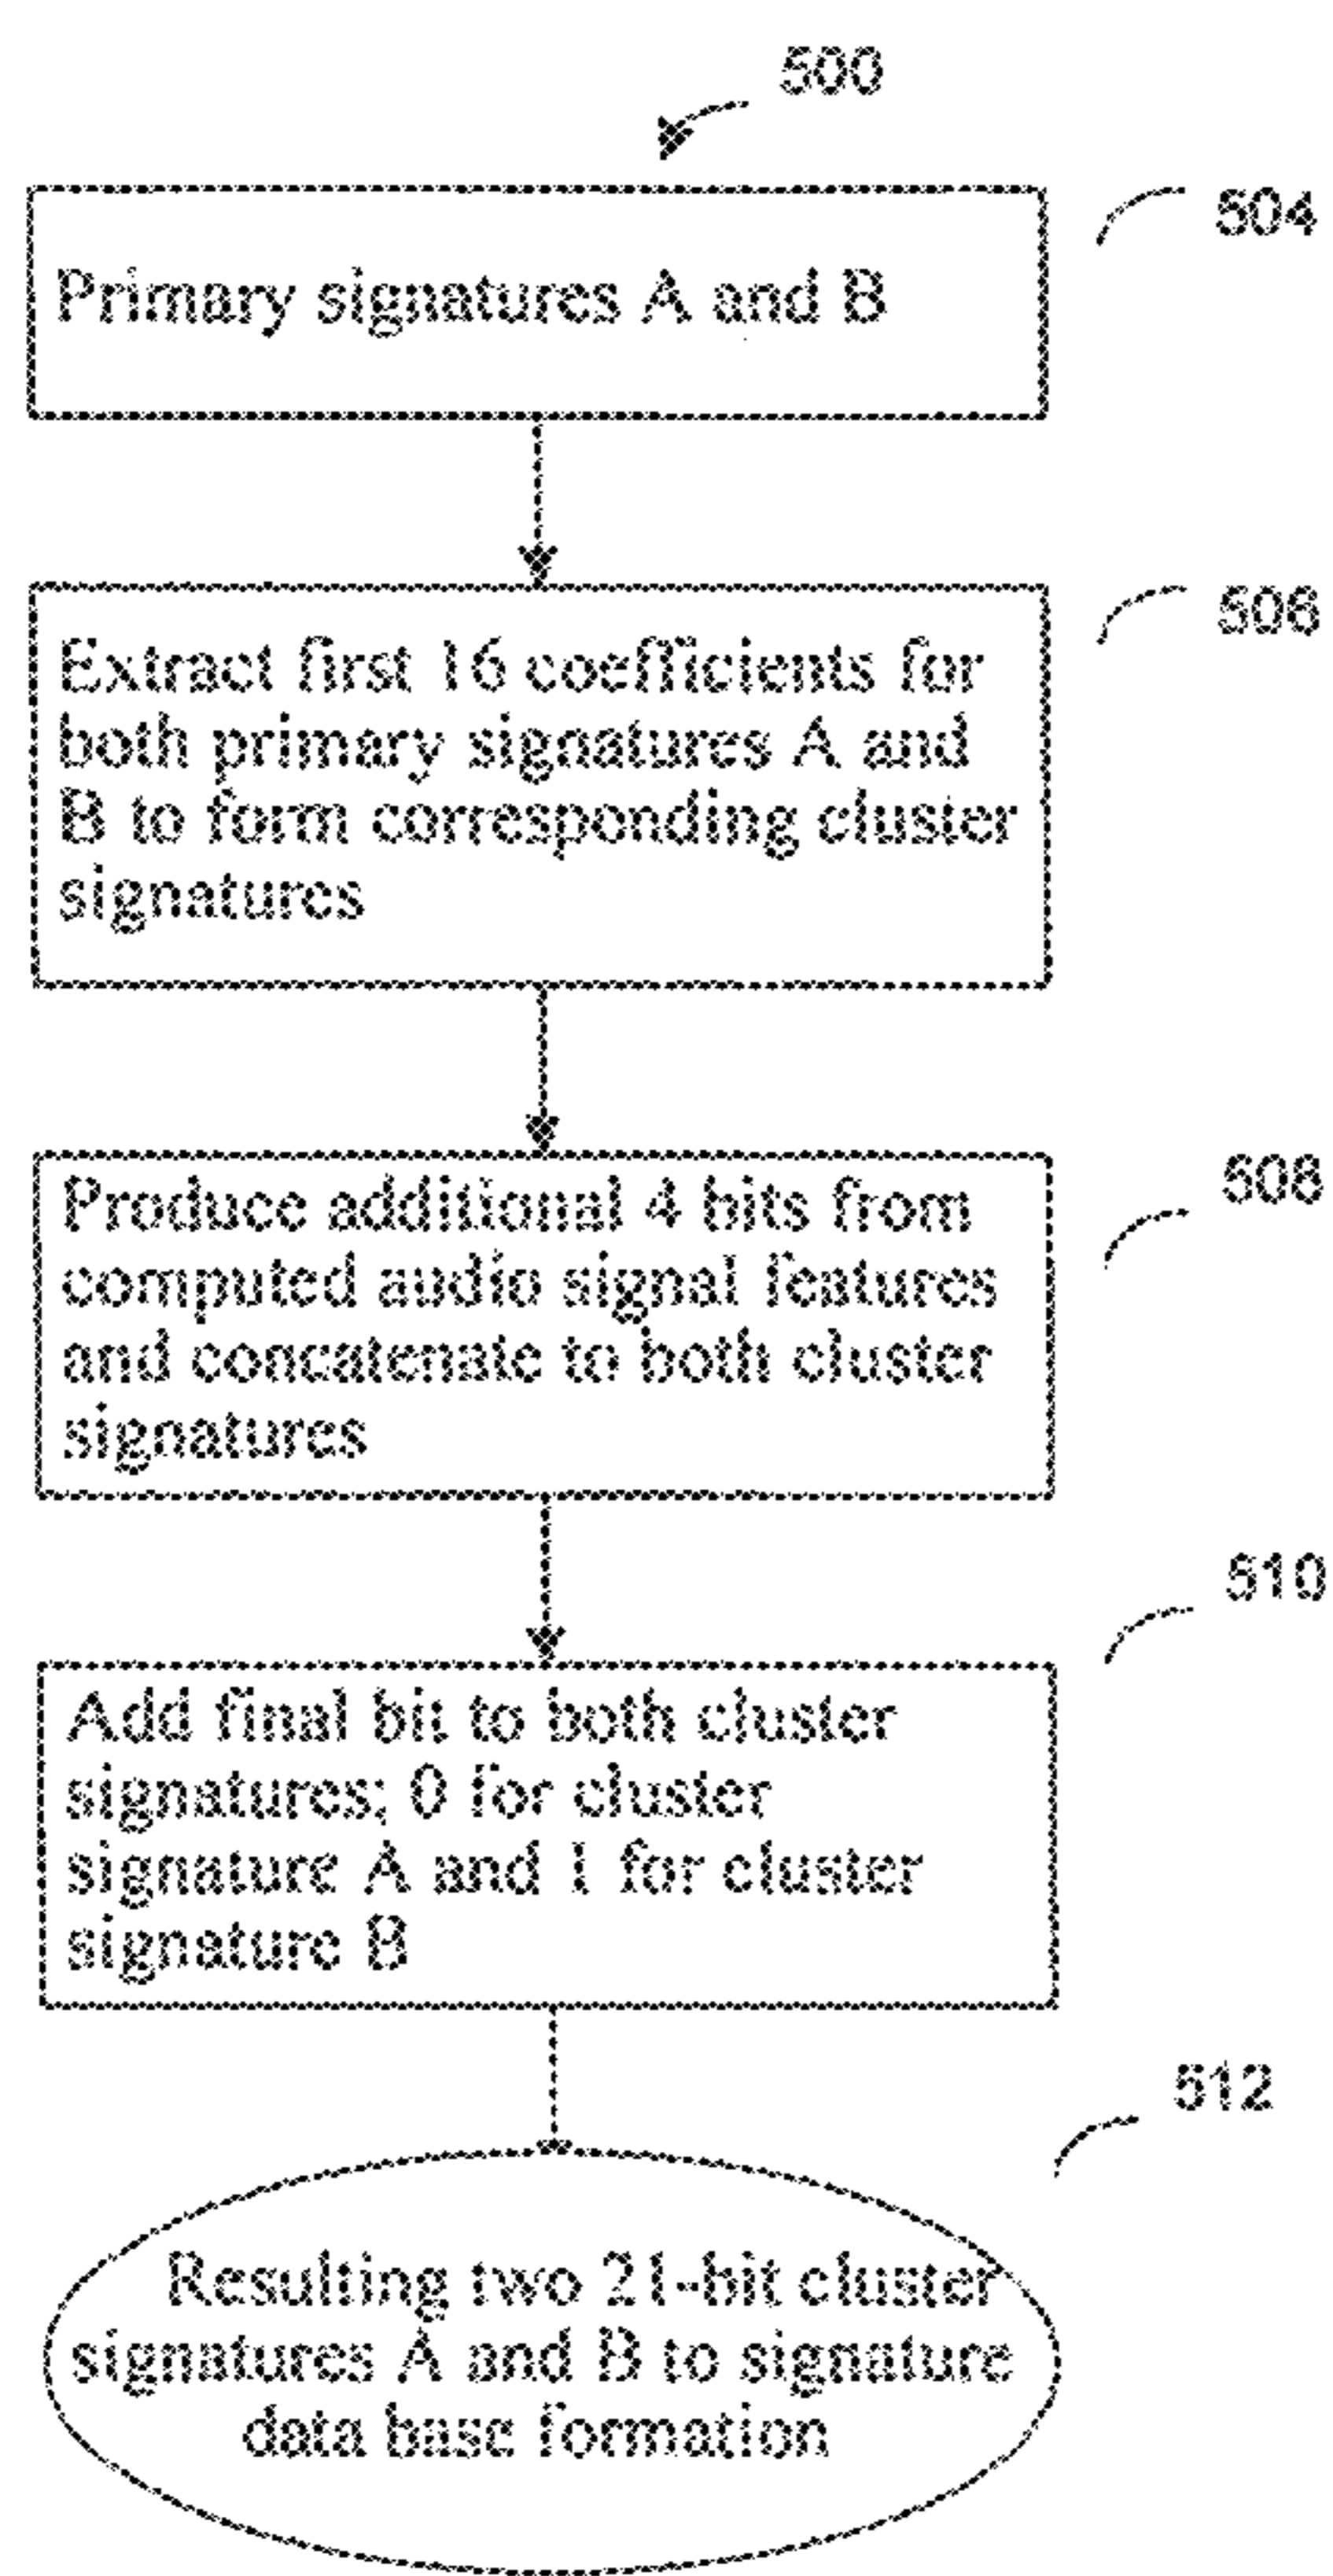 500
504
Primary signatures A and B
506
Extract first 16 coefficients for
both primary signatures A and
B to form corresponding cluster
signatures
508
Produce additional 4 bits from
computed audio signal features
and concatenate to both cluster
signatures
510
Add final bit to both cluster
signatures; 0 for cluster
signature A and 1 for cluster
signature B
512
Resulting two 21-bit cluster
signatures A and B to signature
data base formation